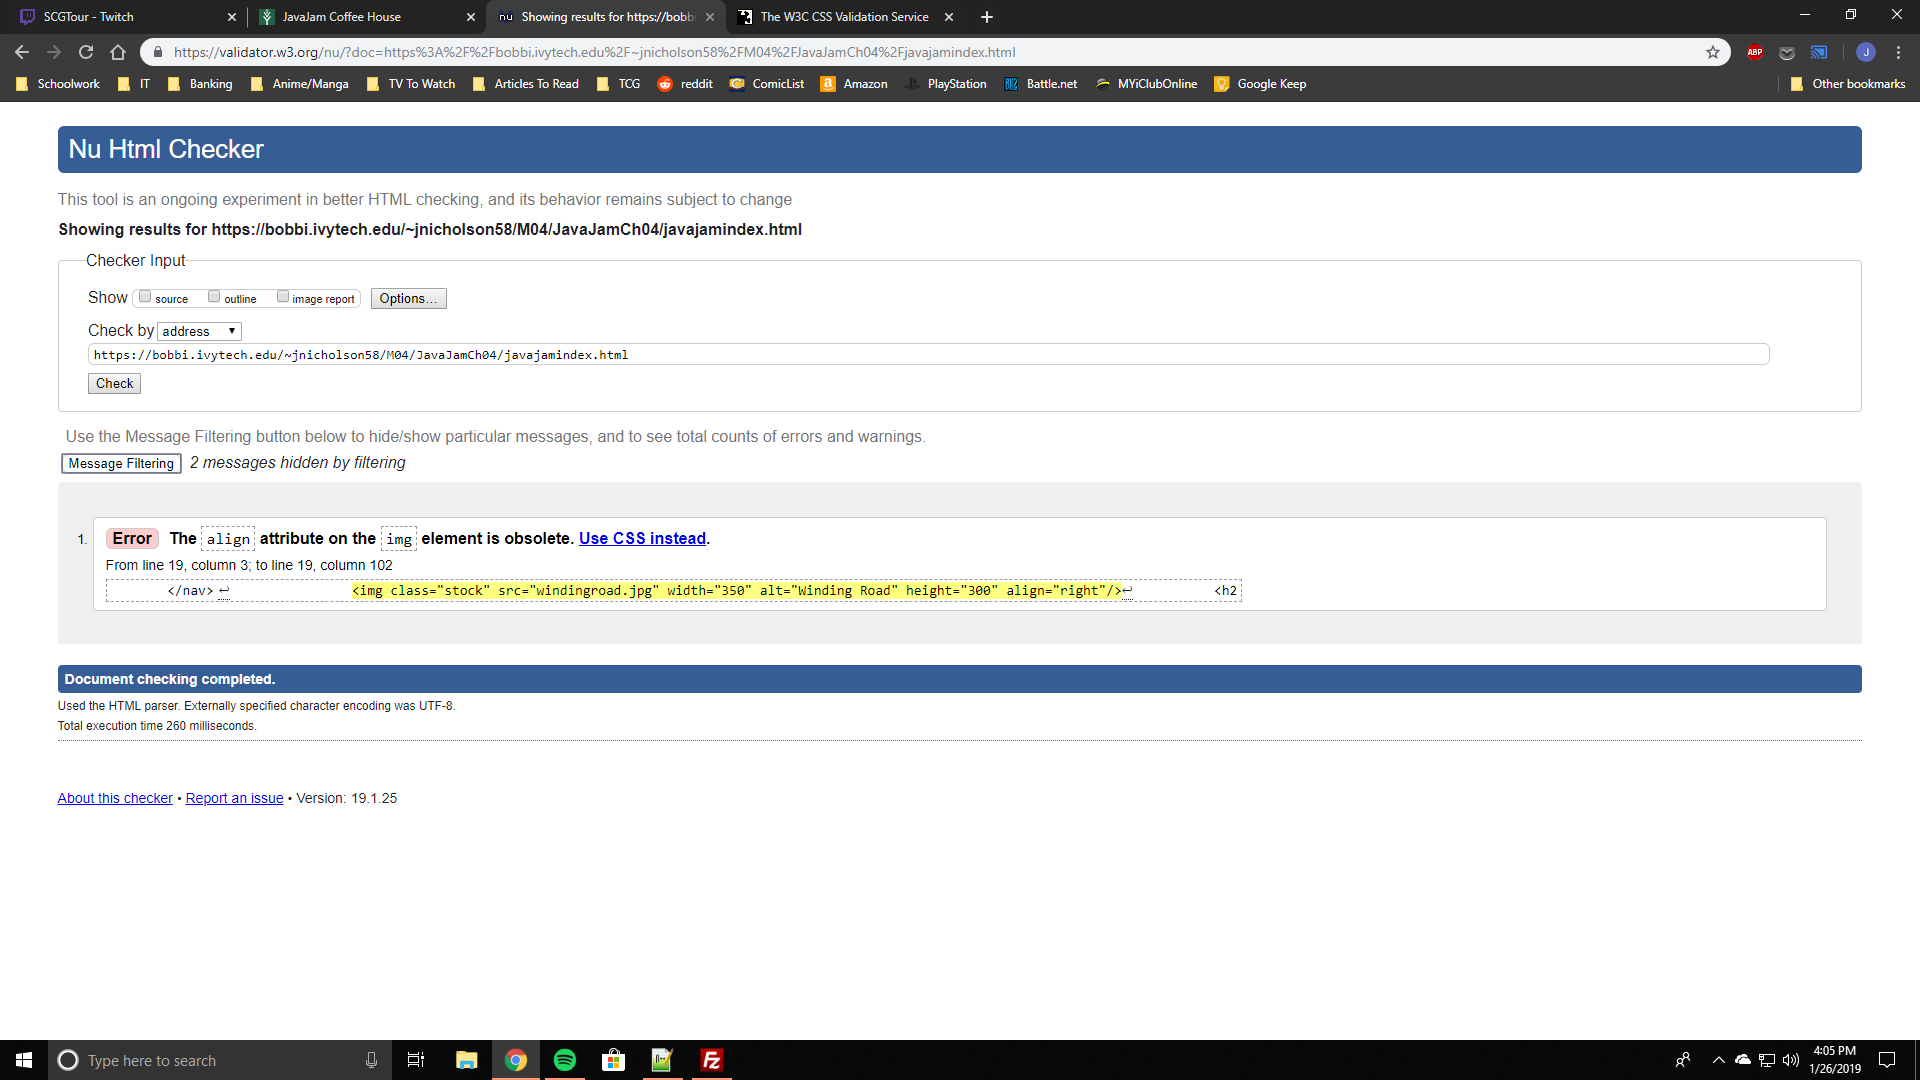 SCGTour - Twitch
JavaJam Coffee House
nu Showing results for https://bobbi
The W3C CSS Validation Service
https://validator.w3.org/nu/?doc=https%3A%2F%2Fbobbi.ivytech.edu%2F~jnicholson58%2FM04%2FJavaJamCh04%2Fjavajamindex.html
ABP
J
Schoolwork IT Banking Anime/Manga TV To Watch Articles To Read TCG reddit ComicList Amazon PlayStation Battle.net MYiClubOnline Google Keep Other bookmarks
Nu Html Checker
This tool is an ongoing experiment in better HTML checking, and its behavior remains subject to change
Showing results for https://bobbi.ivytech.edu/~jnicholson58/M04/JavaJamCh04/javajamindex.html
Checker Input
Show source outline image report Options...
Check by address
https://bobbi.ivytech.edu/~jnicholson58/M04/JavaJamCh04/javajamindex.html
Check
Use the Message Filtering button below to hide/show particular messages, and to see total counts of errors and warnings.
Message Filtering 2 messages hidden by filtering
1. Error The align attribute on the img element is obsolete. Use CSS instead.
From line 19, column 3; to line 19, column 102
</nav> ↩ <img class="stock" src="windingroad.jpg" width="350" alt="Winding Road" height="300" align="right"/>↩ <h2
Document checking completed.
Used the HTML parser. Externally specified character encoding was UTF-8.
Total execution time 260 milliseconds.
About this checker • Report an issue • Version: 19.1.25
Type here to search
Fz
4:05 PM
1/26/2019